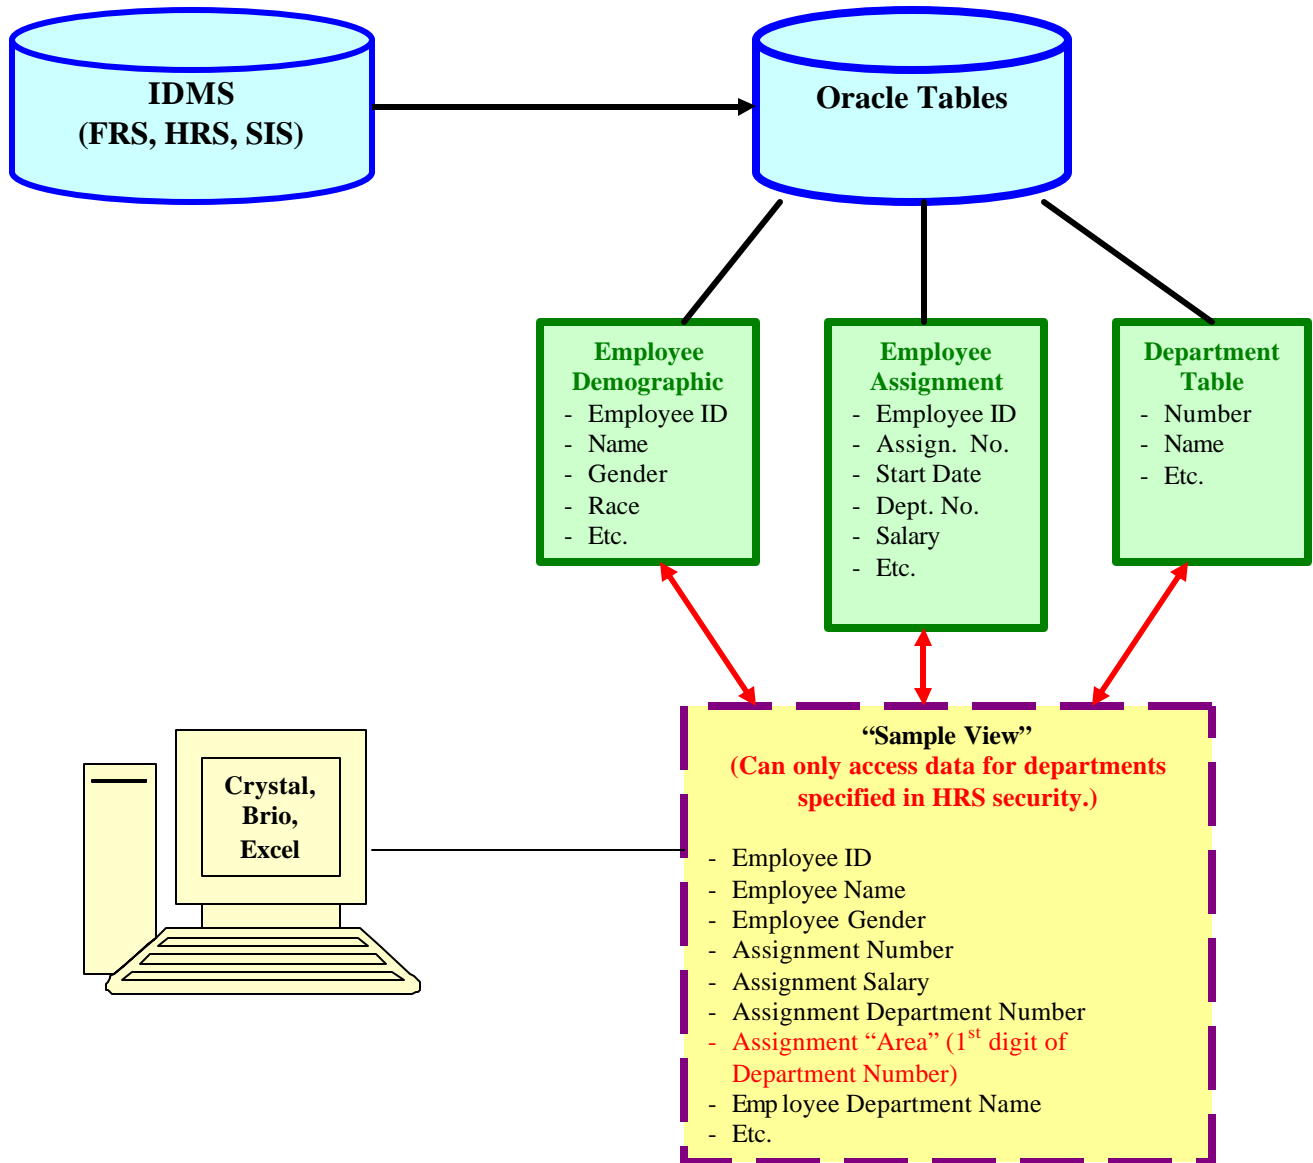 IDMS
(FRS, HRS, SIS)
Oracle Tables
Employee
Demographic
- Employee ID
- Name
- Gender
- Race
- Etc.
Employee
Assignment
- Employee ID
- Assign. No.
- Start Date
- Dept. No.
- Salary
- Etc.
Department
Table
- Number
- Name
- Etc.
Crystal,
Brio,
Excel
“Sample View”
(Can only access data for departments
specified in HRS security.)
- Employee ID
- Employee Name
- Employee Gender
- Assignment Number
- Assignment Salary
- Assignment Department Number
- Assignment “Area” (1st digit of
Department Number)
- Employee Department Name
- Etc.